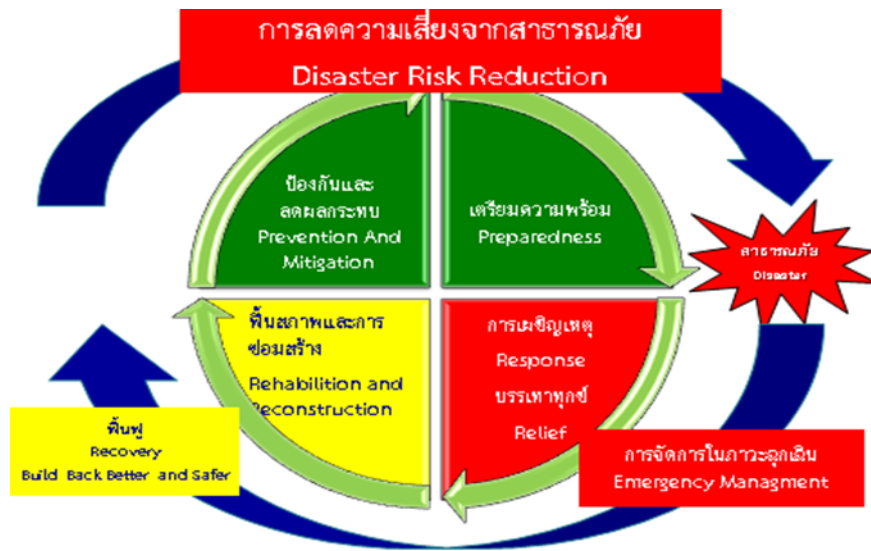 การลดความเสี่ยงจากสาธารณภัย
Disaster Risk Reduction
ป้องกันและ
ลดผลกระทบ
Prevention And
Mitigation
เตรียมความพร้อม
Preparedness
สาธารณภัย
Disaster
ฟื้นสภาพและการ
ซ่อมสร้าง
Rehabilition and
Reconstruction
การเผชิญเหตุ
Response
บรรเทาทุกข์
Relief
ฟื้นฟู
Recovery
Build Back Better and Safer
การจัดการในภาวะฉุกเฉิน
Emergency Managment